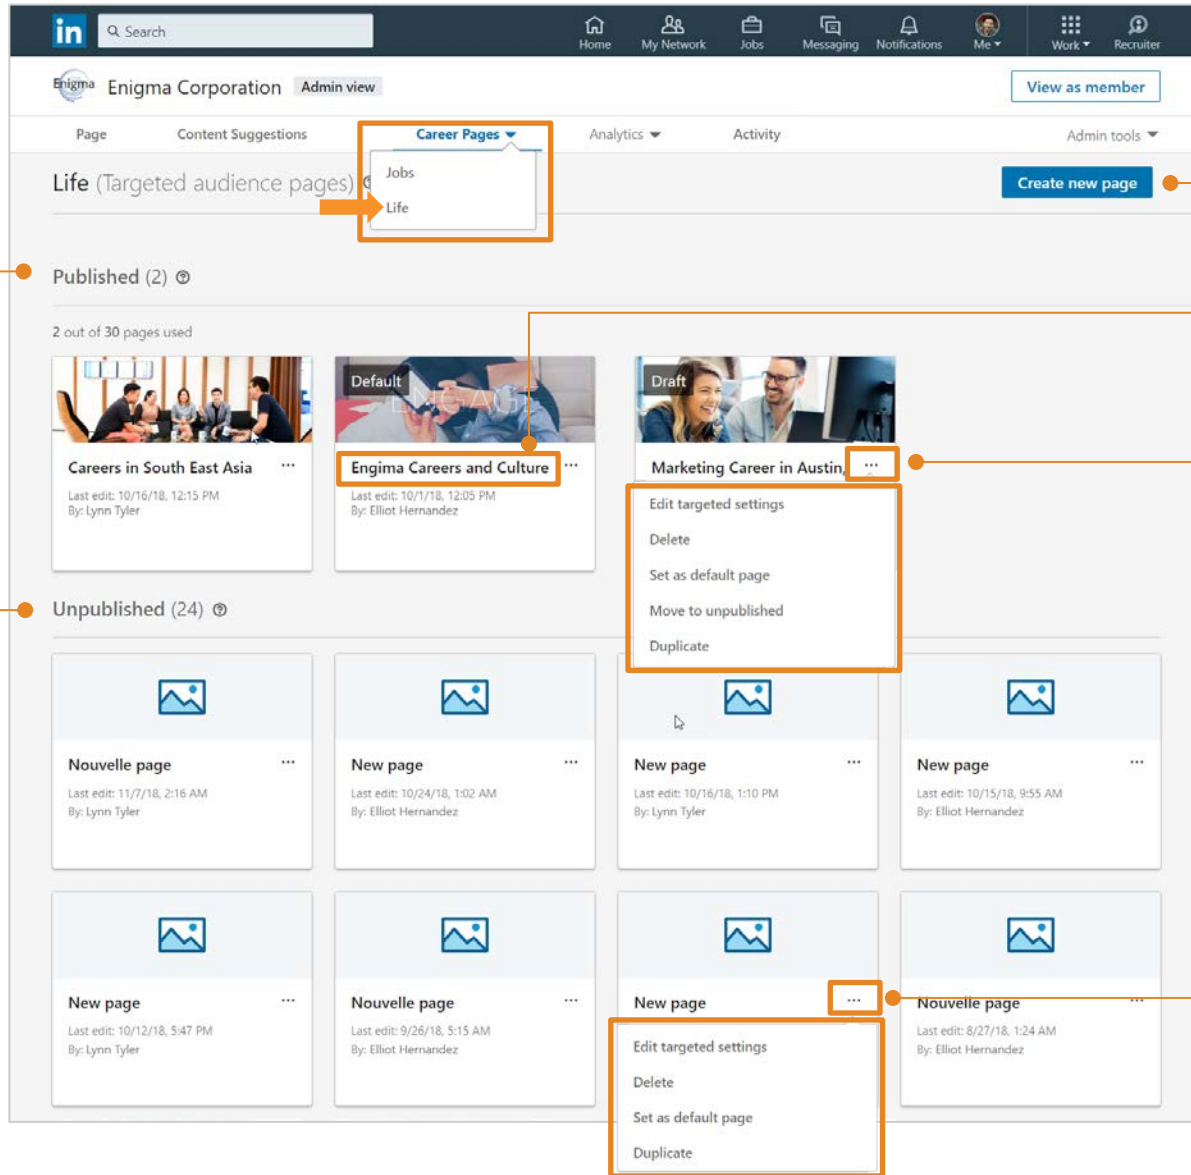 in
Search
Home
My Network
Jobs
Messaging
Notifications
Me
Work
Recruiter
Enigma
Enigma Corporation
Admin view
View as member
Page
Content Suggestions
Career Pages
Analytics
Activity
Admin tools
Jobs
Life
Life (Targeted audience pages)
Create new page
Published (2)
2 out of 30 pages used
Default
ENGAGE
Draft
Careers in South East Asia ...
Last edit: 10/16/18, 12:15 PM
By: Lynn Tyler
Engima Careers and Culture ...
Last edit: 10/1/18, 12:05 PM
By: Elliot Hernandez
Marketing Career in Austin, ...
Edit targeted settings
Delete
Set as default page
Move to unpublished
Duplicate
Unpublished (24)
Nouvelle page ...
Last edit: 11/7/18, 2:16 AM
By: Lynn Tyler
New page ...
Last edit: 10/24/18, 1:02 AM
By: Elliot Hernandez
New page ...
Last edit: 10/16/18, 1:10 PM
By: Lynn Tyler
New page ...
Last edit: 10/15/18, 9:55 AM
By: Elliot Hernandez
New page ...
Last edit: 10/12/18, 5:47 PM
By: Lynn Tyler
Nouvelle page ...
Last edit: 9/26/18, 5:15 AM
By: Elliot Hernandez
New page ...
Edit targeted settings
Delete
Set as default page
Duplicate
Nouvelle page ...
Last edit: 8/27/18, 1:24 AM
By: Elliot Hernandez